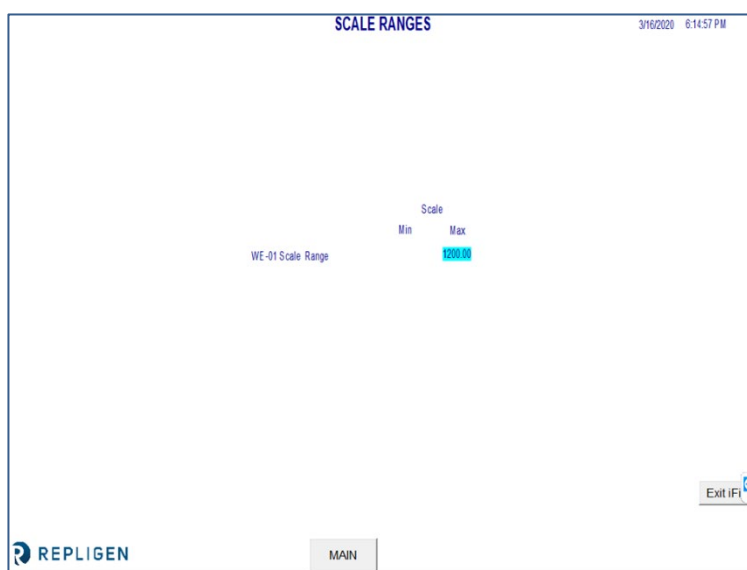 SCALE RANGES
3/16/2020 6:14:57 PM
Scale
Min Max
WE-01 Scale Range 1200.00
Exit iFi
REPLIGEN
MAIN